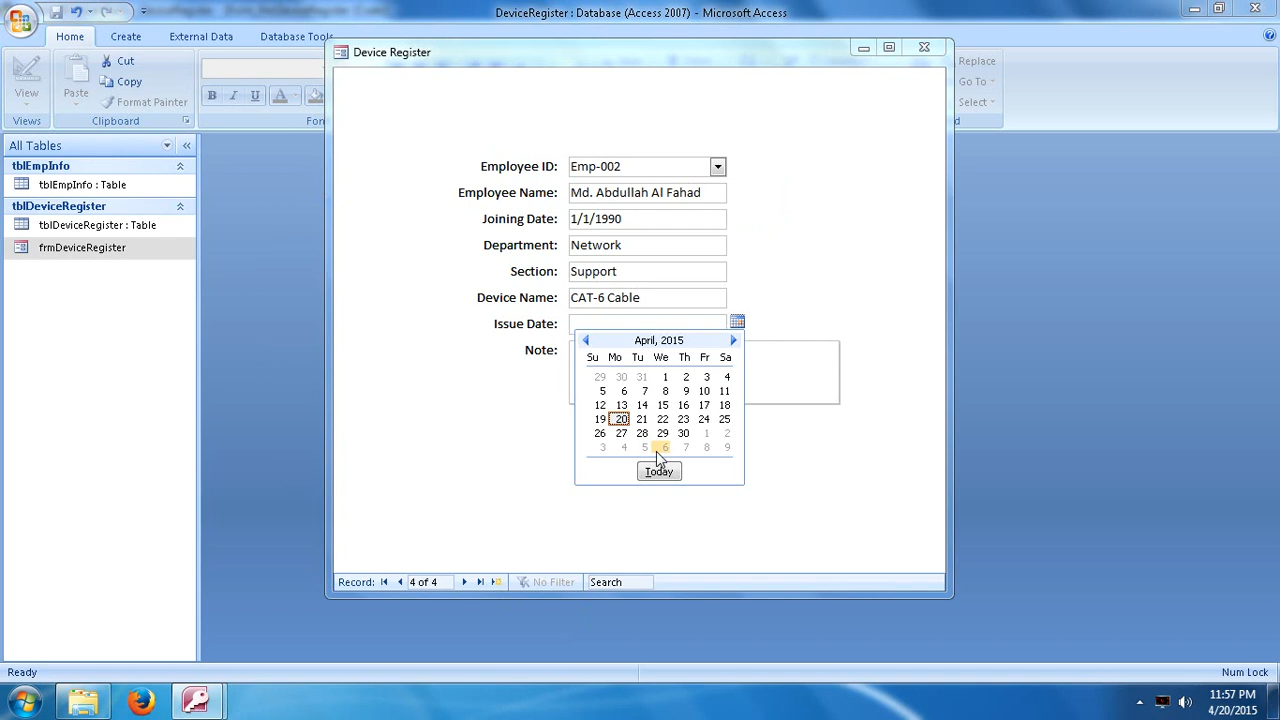 DeviceRegister : Database (Access 2007) - Microsoft Access
Home Create External Data Database Tools
View
Views
Paste
Cut
Copy
Format Painter
Clipboard
B I U A
Replace
Go To
Select
All Tables
tblEmpInfo
tblEmpInfo : Table
tblDeviceRegister
tblDeviceRegister : Table
frmDeviceRegister
Device Register
Employee ID: Emp-002
Employee Name: Md. Abdullah Al Fahad
Joining Date: 1/1/1990
Department: Network
Section: Support
Device Name: CAT-6 Cable
Issue Date:
Note:
April, 2015
Su Mo Tu We Th Fr Sa
29 30 31 1 2 3 4
5 6 7 8 9 10 11
12 13 14 15 16 17 18
19 20 21 22 23 24 25
26 27 28 29 30 1 2
3 4 5 6 7 8 9
Today
Record: 4 of 4 No Filter Search
Ready
Num Lock
11:57 PM
4/20/2015